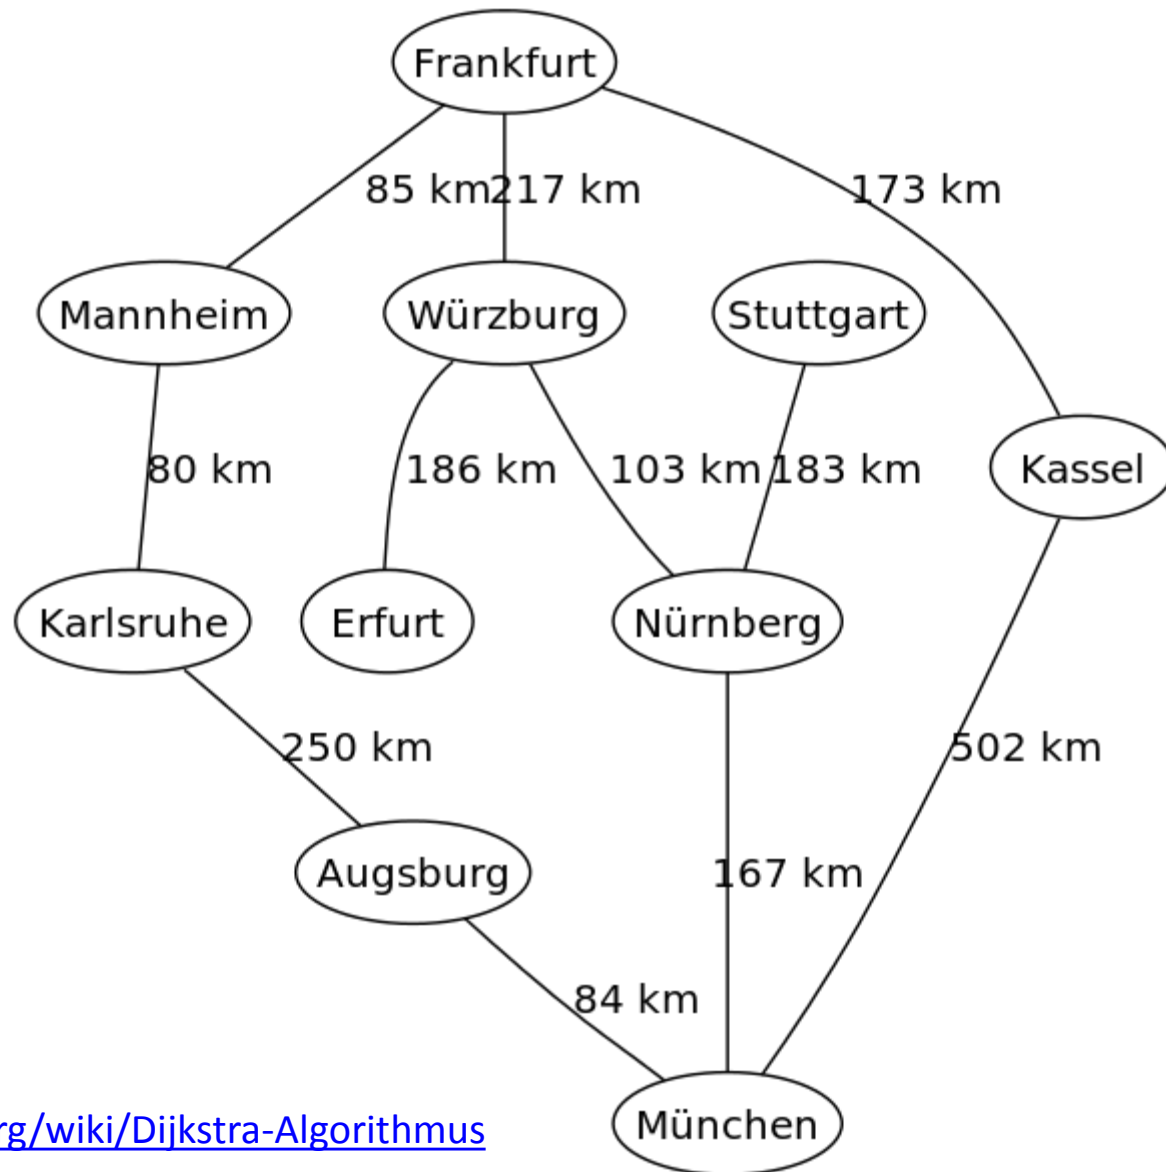 Frankfurt
85 km
217 km
173 km
Mannheim
Würzburg
Stuttgart
80 km
186 km
103 km
183 km
Kassel
Karlsruhe
Erfurt
Nürnberg
250 km
502 km
Augsburg
167 km
84 km
München
rg/wiki/Dijkstra-Algorithmus